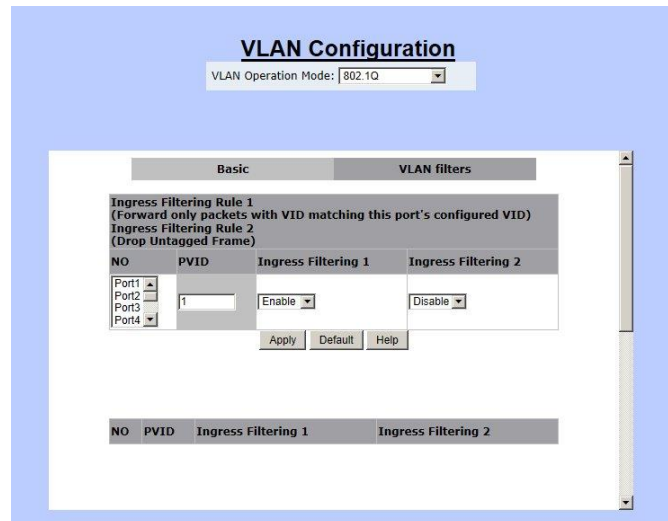 VLAN Configuration
VLAN Operation Mode: 802.1Q
Basic VLAN filters
Ingress Filtering Rule 1
(Forward only packets with VID matching this port's configured VID)
Ingress Filtering Rule 2
(Drop Untagged Frame)
NO PVID Ingress Filtering 1 Ingress Filtering 2
Port1
Port2
Port3
Port4
1 Enable Disable
Apply Default Help
NO PVID Ingress Filtering 1 Ingress Filtering 2